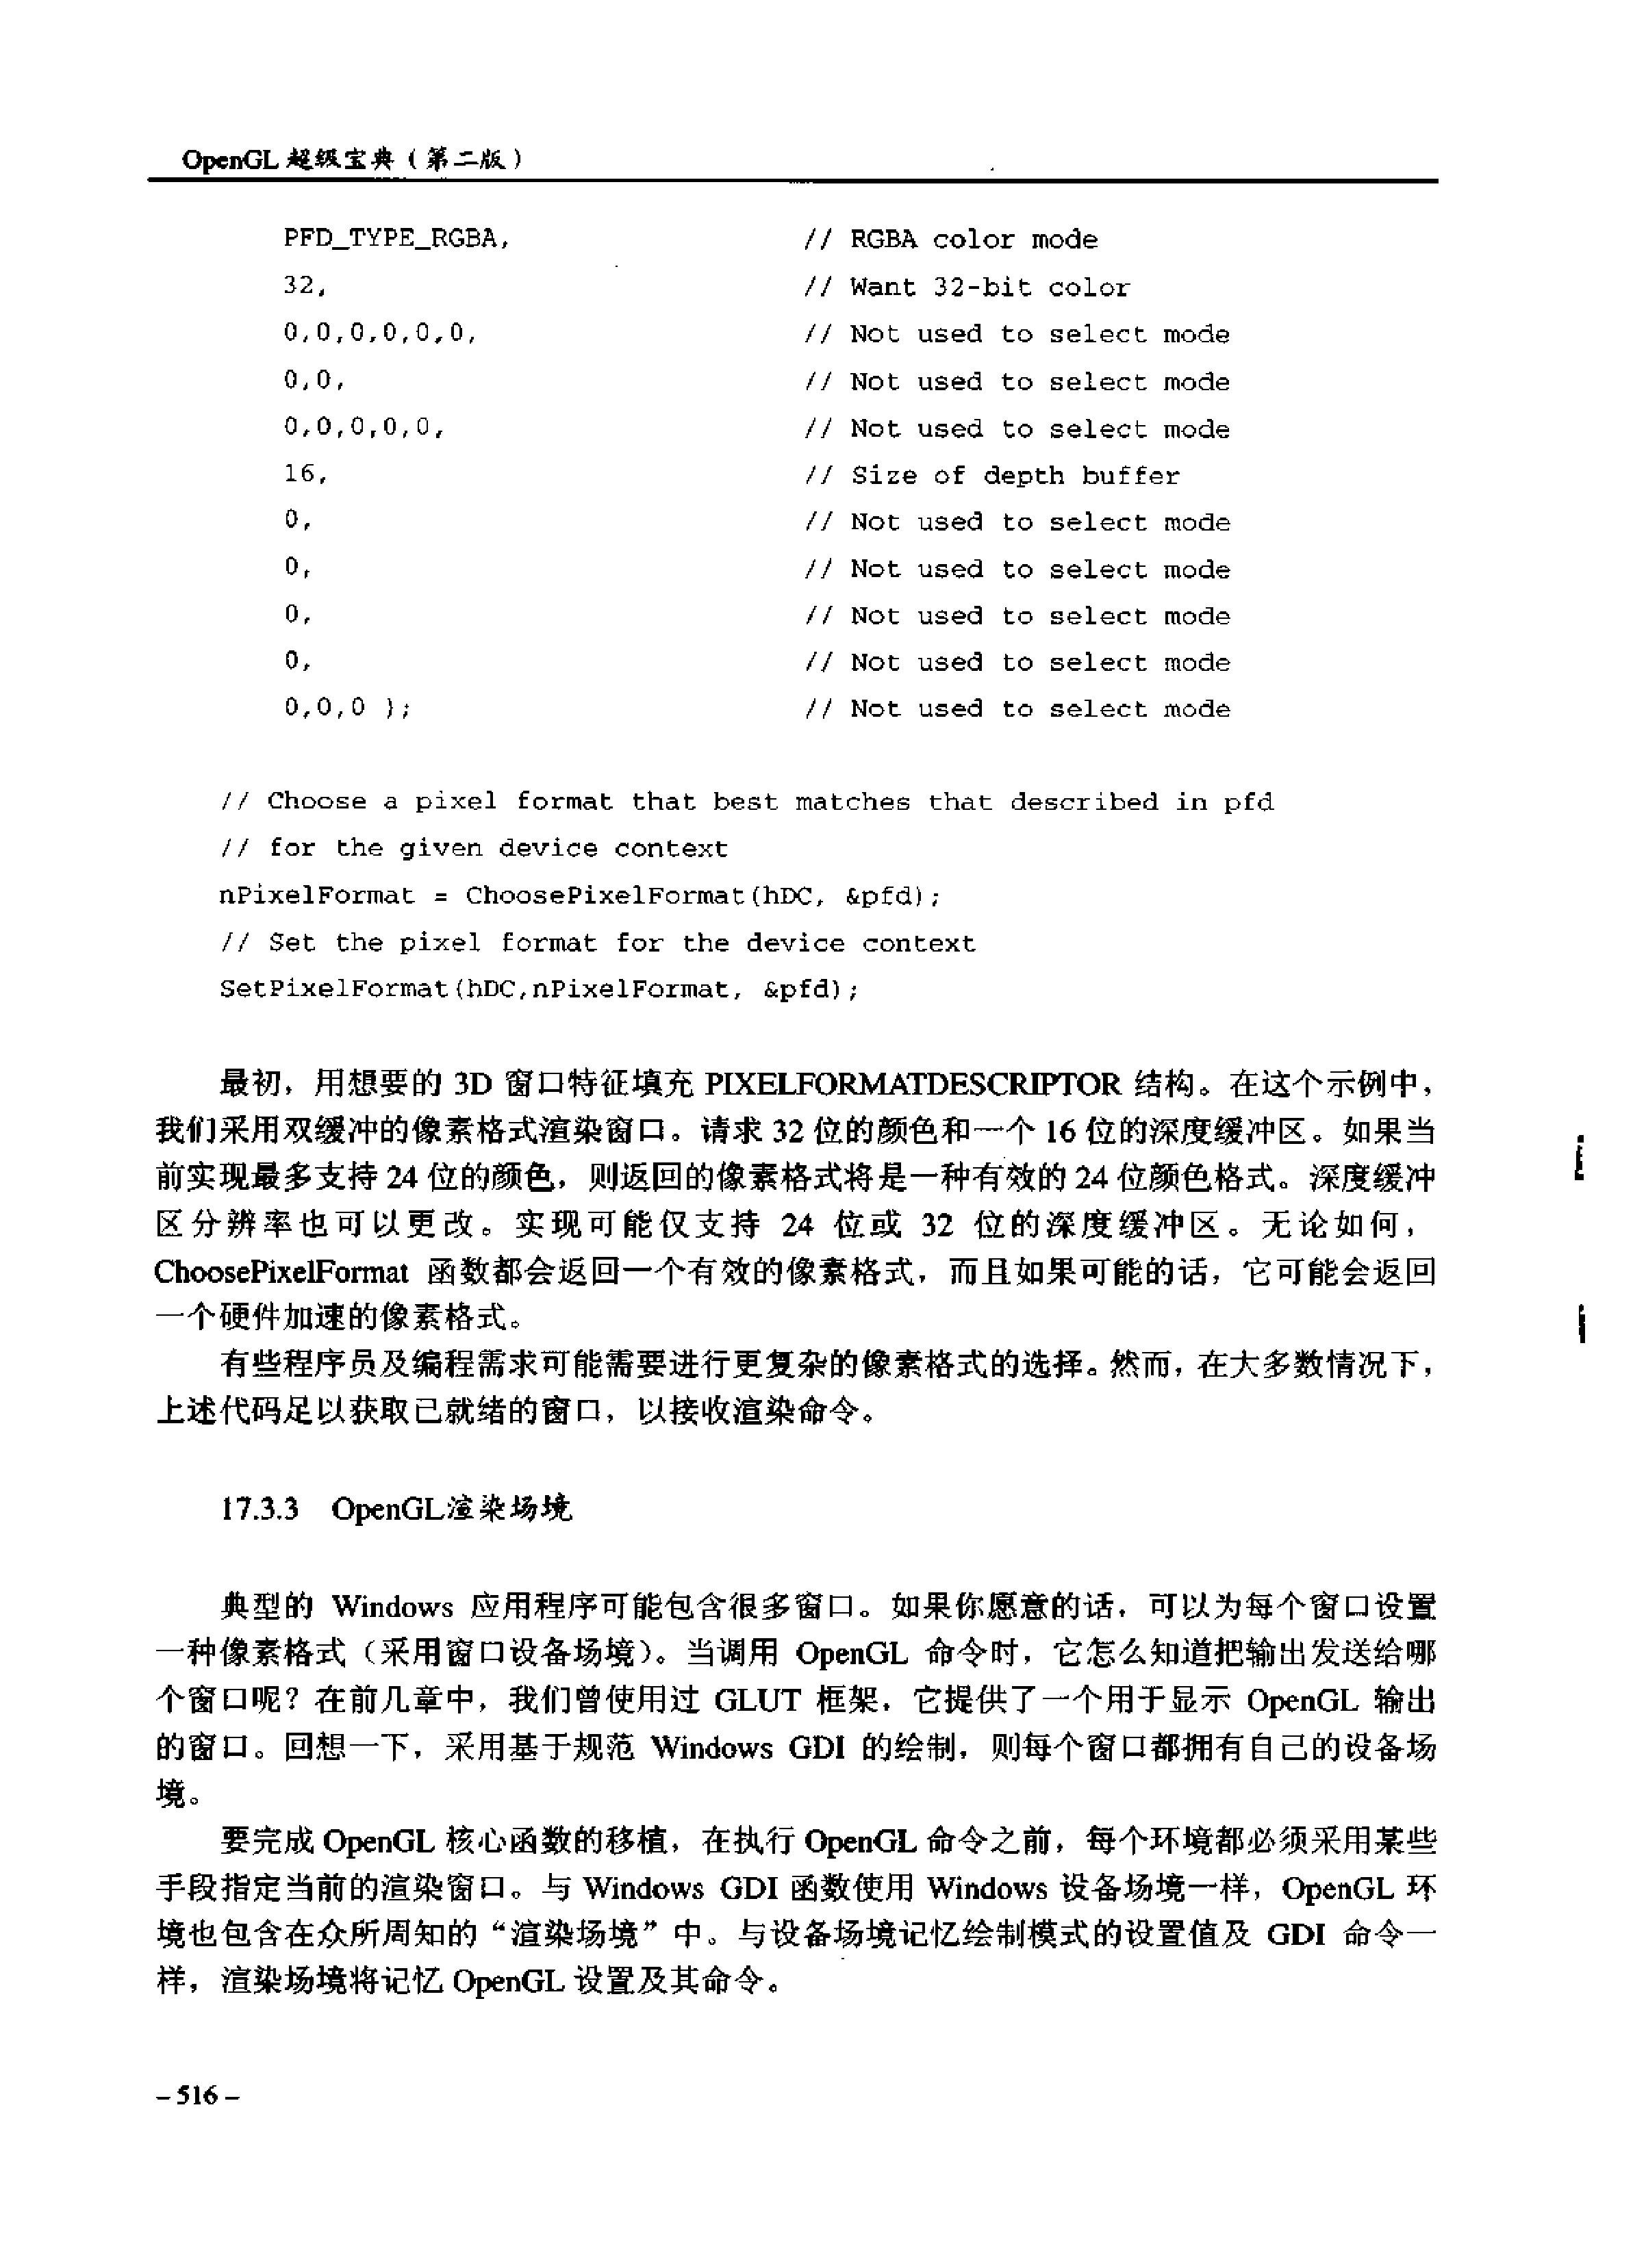 OpenGL 超级宝典（第二版）
PFD_TYPE_RGBA, // RGBA color mode
32, // Want 32-bit color
0,0,0,0,0,0, // Not used to select mode
0,0, // Not used to select mode
0,0,0,0,0, // Not used to select mode
16, // Size of depth buffer
0, // Not used to select mode
0, // Not used to select mode
0, // Not used to select mode
0, // Not used to select mode
0,0,0 }; // Not used to select mode
// Choose a pixel format that best matches that described in pfd
// for the given device context
nPixelFormat = ChoosePixelFormat(hDC, &pfd);
// Set the pixel format for the device context
SetPixelFormat(hDC,nPixelFormat, &pfd);
最初，用想要的 3D 窗口特征填充 PIXELFORMATDESCRIPTOR 结构。在这个示例中，
我们采用双缓冲的像素格式渲染窗口。请求 32 位的颜色和一个 16 位的深度缓冲区。如果当
前实现最多支持 24 位的颜色，则返回的像素格式将是一种有效的 24 位颜色格式。深度缓冲
区分辨率也可以更改。实现可能仅支持 24 位或 32 位的深度缓冲区。无论如何，
ChoosePixelFormat 函数都会返回一个有效的像素格式，而且如果可能的话，它可能会返回
一个硬件加速的像素格式。
有些程序员及编程需求可能需要进行更复杂的像素格式的选择。然而，在大多数情况下，
上述代码足以获取已就绪的窗口，以接收渲染命令。
17.3.3 OpenGL渲染场境
典型的 Windows 应用程序可能包含很多窗口。如果你愿意的话，可以为每个窗口设置
一种像素格式（采用窗口设备场境）。当调用 OpenGL 命令时，它怎么知道把输出发送给哪
个窗口呢？在前几章中，我们曾使用过 GLUT 框架，它提供了一个用于显示 OpenGL 输出
的窗口。回想一下，采用基于规范 Windows GDI 的绘制，则每个窗口都拥有自己的设备场
境。
要完成 OpenGL 核心函数的移植，在执行 OpenGL 命令之前，每个环境都必须采用某些
手段指定当前的渲染窗口。与 Windows GDI 函数使用 Windows 设备场境一样，OpenGL 环
境也包含在众所周知的“渲染场境”中。与设备场境记忆绘制模式的设置值及 GDI 命令一
样，渲染场境将记忆 OpenGL 设置及其命令。
- 516 -